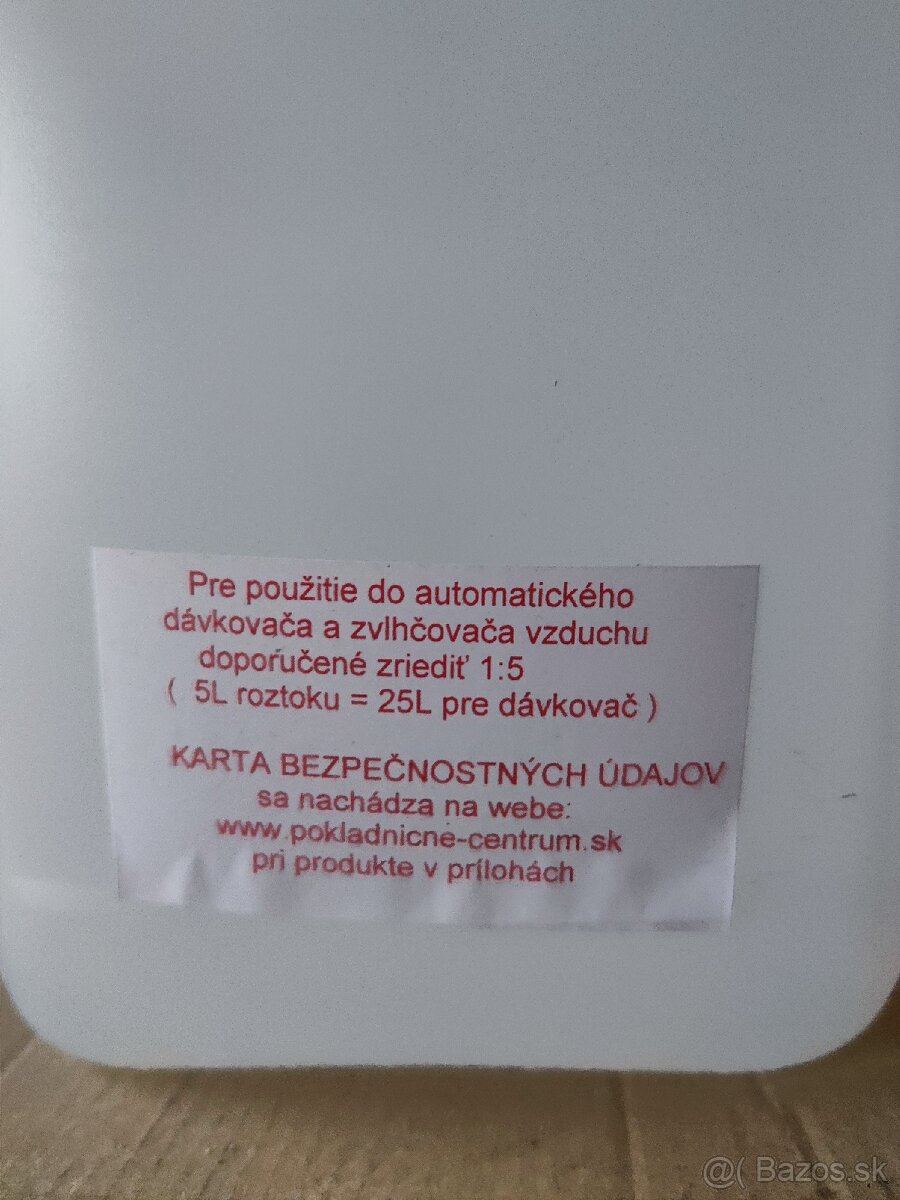 Pre použitie do automatického
dávkovača a zvlhčovača vzduchu
doporučené zriediť 1:5
( 5L roztoku = 25L pre dávkovač )
KARTA BEZPEČNOSTNÝCH ÚDAJOV
sa nachádza na webe:
www.pokladnicne-centrum.sk
pri produkte v prílohách
@( Bazos.sk